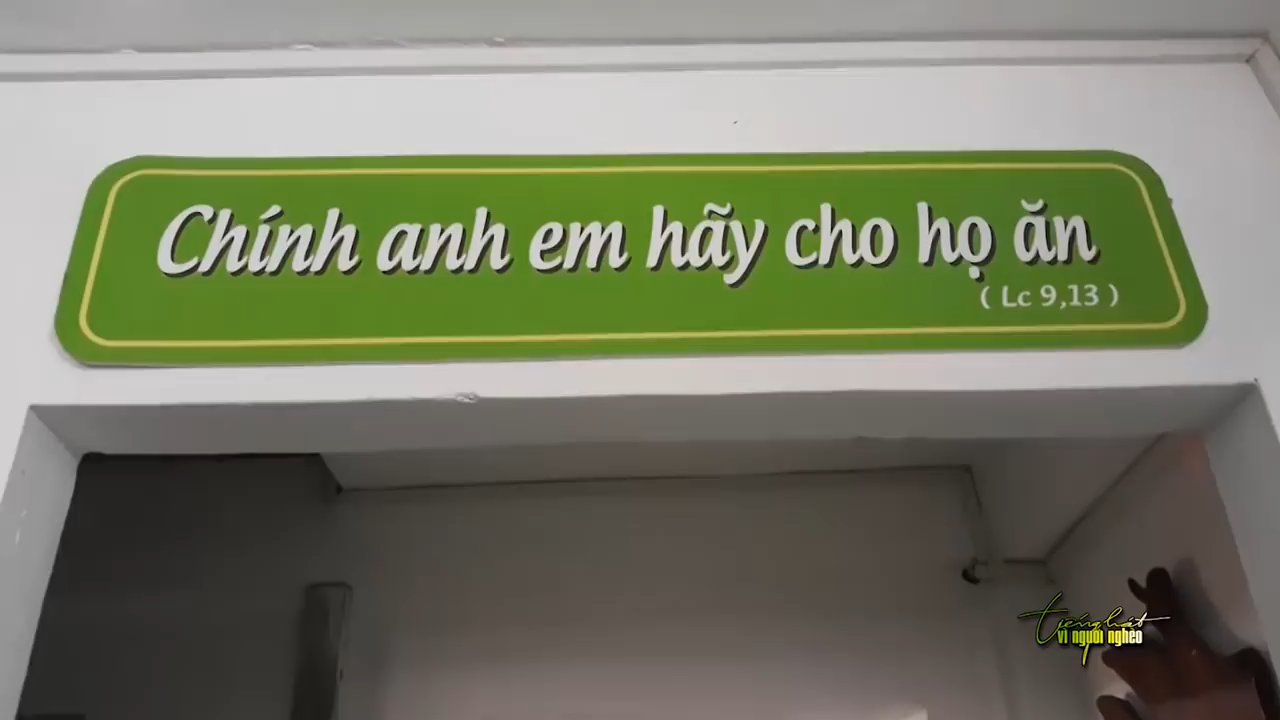 Chính anh em hãy cho họ ăn
( Lc 9,13 )
Tiếng hát
vì người nghèo